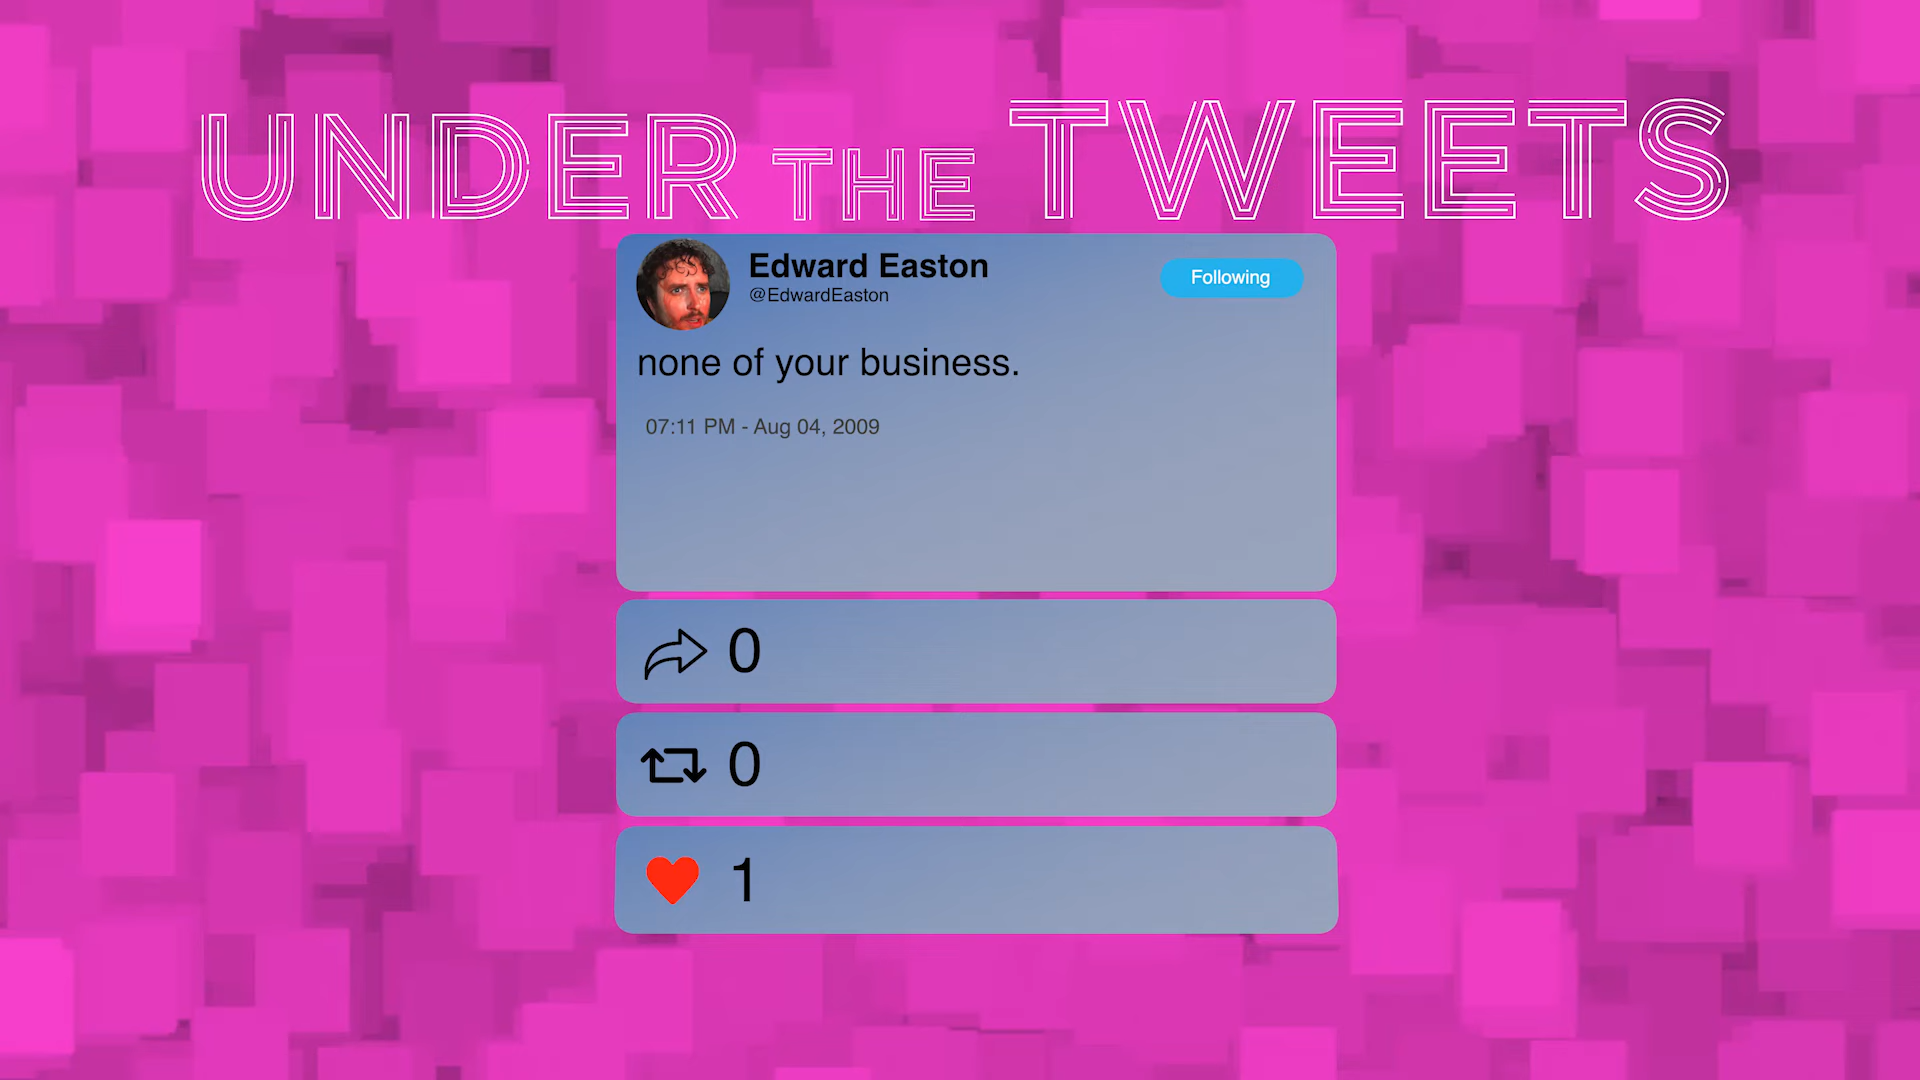 UNDER THE TWEETS
Edward Easton
@EdwardEaston
Following
none of your business.
07:11 PM - Aug 04, 2009
0
0
1